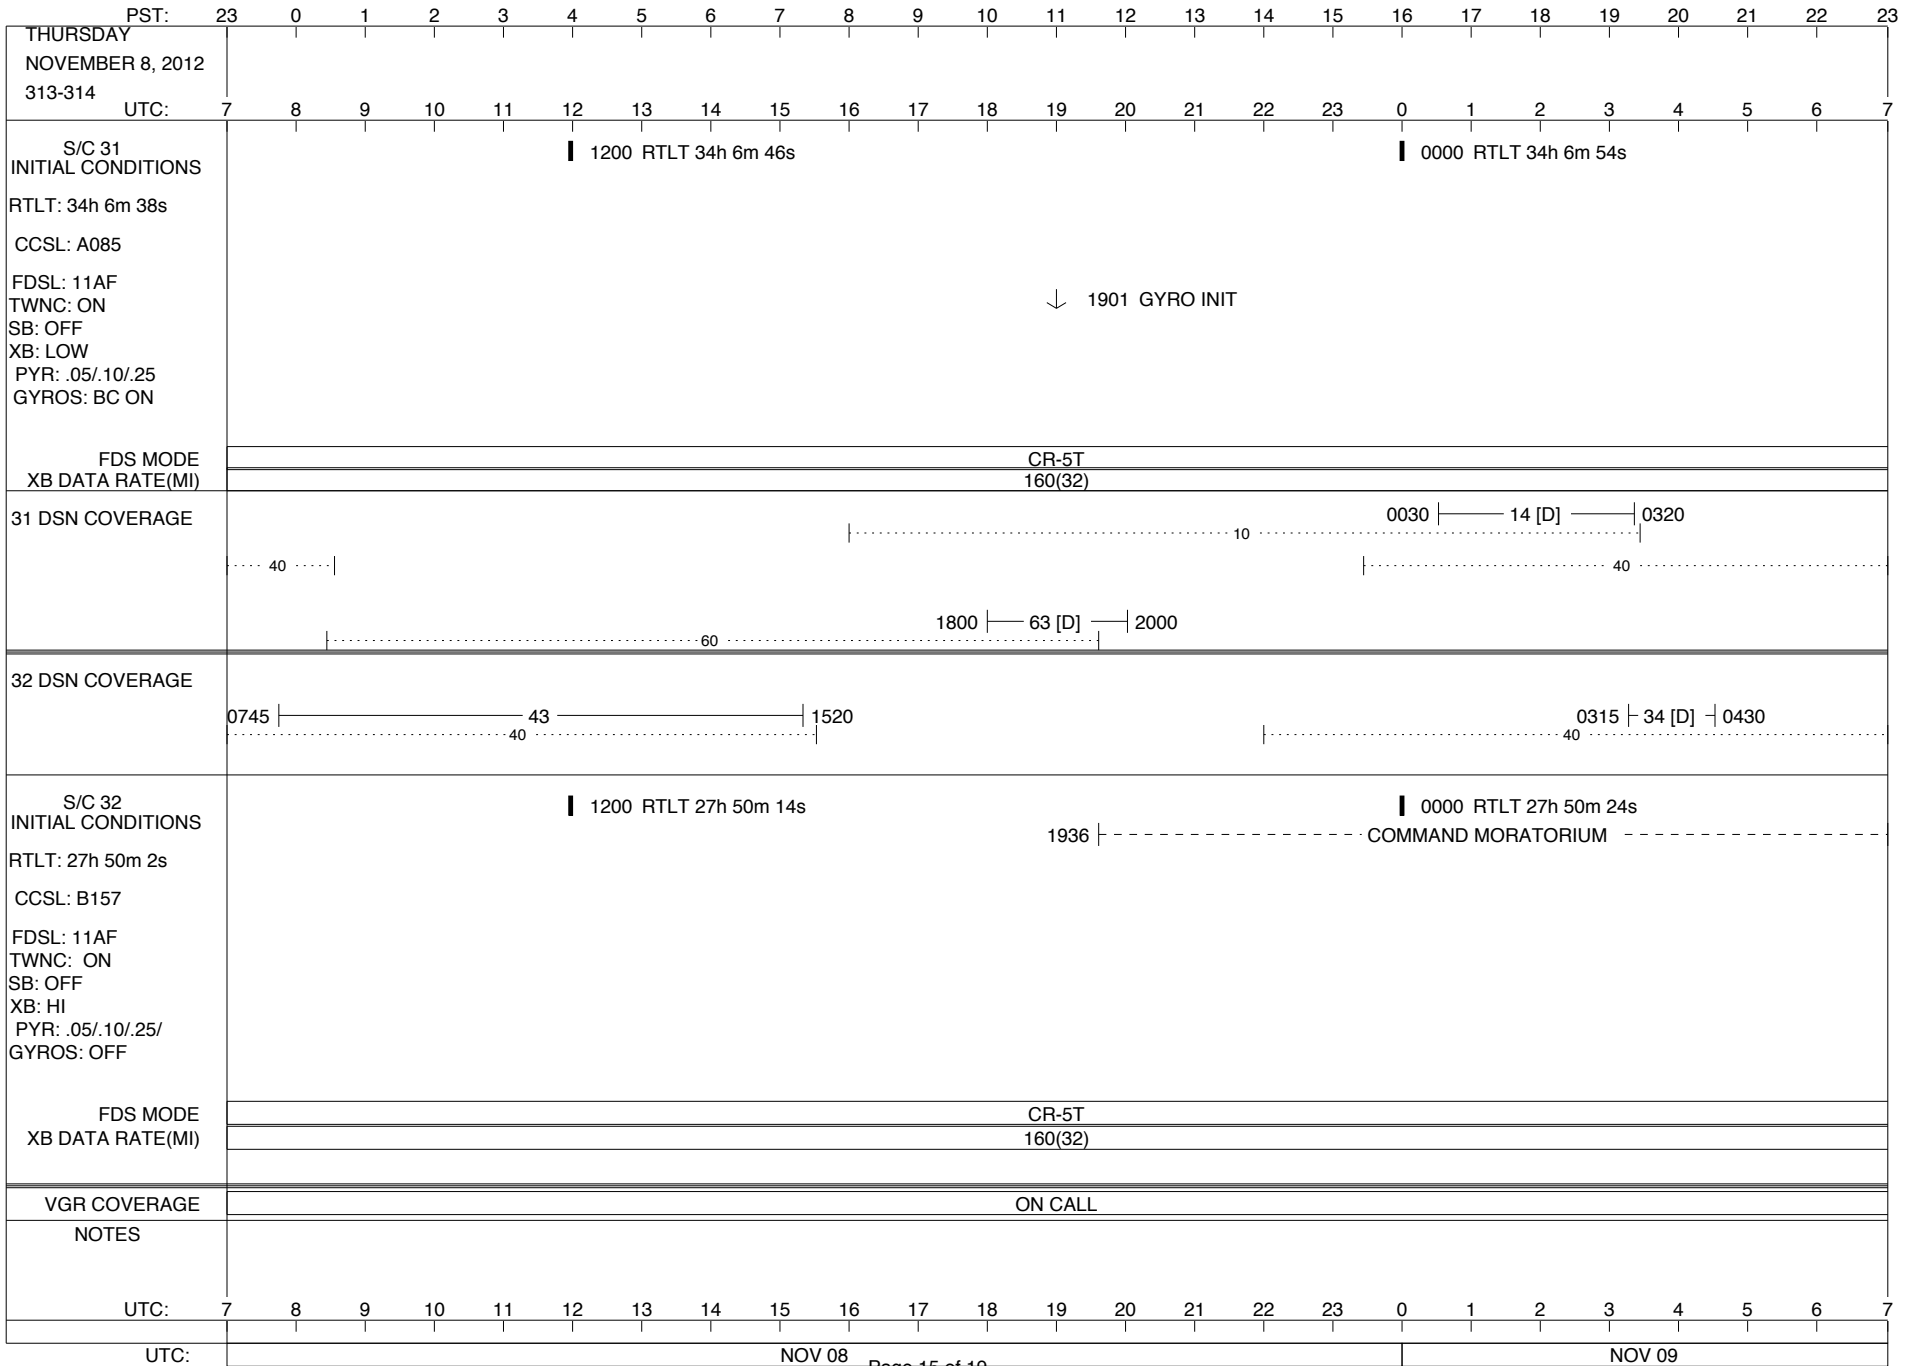 PST: 23 0 1 2 3 4 5 6 7 8 9 10 11 12 13 14 15 16 17 18 19 20 21 22 23
THURSDAY
NOVEMBER 8, 2012
313-314
UTC: 7 8 9 10 11 12 13 14 15 16 17 18 19 20 21 22 23 0 1 2 3 4 5 6 7
S/C 31
INITIAL CONDITIONS
1200 RTLT 34h 6m 46s
0000 RTLT 34h 6m 54s
RTLT: 34h 6m 38s
CCSL: A085
FDSL: 11AF
TWNC: ON
1901 GYRO INIT
SB: OFF
XB: LOW
PYR: .05/.10/.25
GYROS: BC ON
FDS MODE CR-5T
XB DATA RATE(MI) 160(32)
31 DSN COVERAGE
0030 14 [D] 0320
10
40
40
1800 63 [D] 2000
60
32 DSN COVERAGE
0745 43 1520
0315 34 [D] 0430
40
40
S/C 32
INITIAL CONDITIONS
1200 RTLT 27h 50m 14s
0000 RTLT 27h 50m 24s
1936 COMMAND MORATORIUM
RTLT: 27h 50m 2s
CCSL: B157
FDSL: 11AF
TWNC: ON
SB: OFF
XB: HI
PYR: .05/.10/.25/
GYROS: OFF
FDS MODE CR-5T
XB DATA RATE(MI) 160(32)
VGR COVERAGE ON CALL
NOTES
UTC: 7 8 9 10 11 12 13 14 15 16 17 18 19 20 21 22 23 0 1 2 3 4 5 6 7
UTC: NOV 08 NOV 09
Page 15 of 19